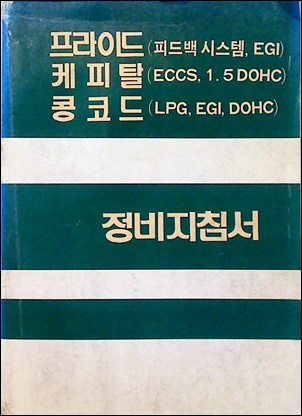 프라이드 (피드백 시스템, EGI)
케피탈 (ECCS, 1.5 DOHC)
콩코드 (LPG, EGI, DOHC)
정비지침서